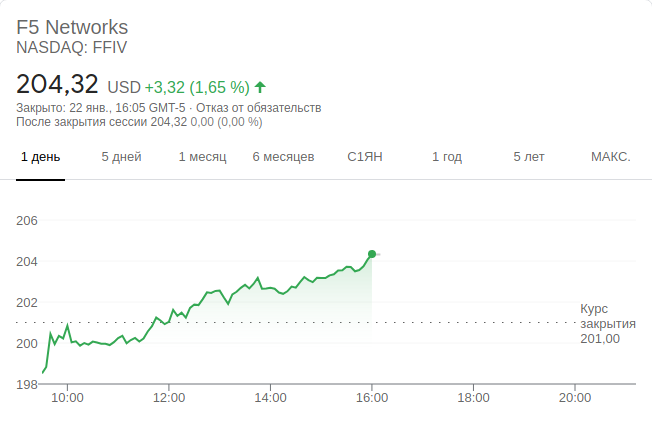 F5 Networks
NASDAQ: FFIV
204,32 USD +3,32 (1,65 %)
Закрыто: 22 янв., 16:05 GMT-5 · Отказ от обязательств
После закрытия сессии 204,32 0,00 (0,00 %)
1 день 5 дней 1 месяц 6 месяцев С1ЯН 1 год 5 лет МАКС.
206
204
202
Курс
закрытия
201,00
200
198
10:00 12:00 14:00 16:00 18:00 20:00